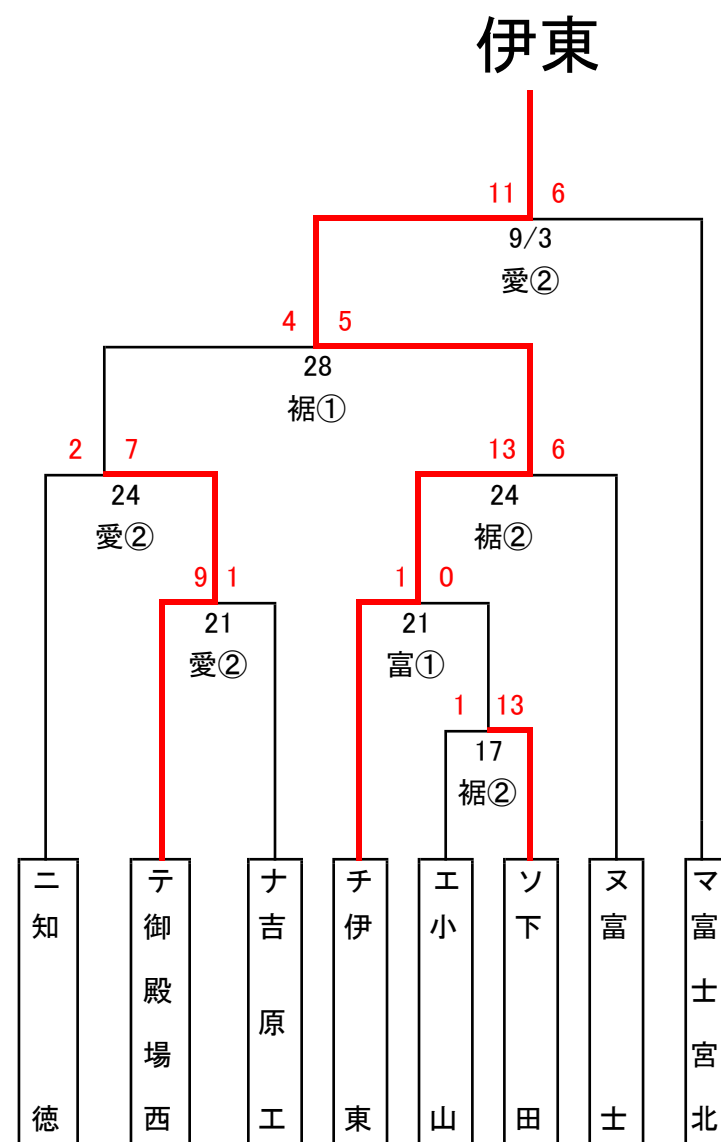 伊東
11 6
9/3
愛②
4 5
28
裾①
2 7
13 6
24
愛②
24
裾②
9 1
1 0
21
愛②
21
富①
1 13
17
裾②
ニ 知徳
テ 御殿場西
ナ 吉原工
チ 伊東
エ 小山
ソ 下田
ヌ 富士
マ 富士宮北